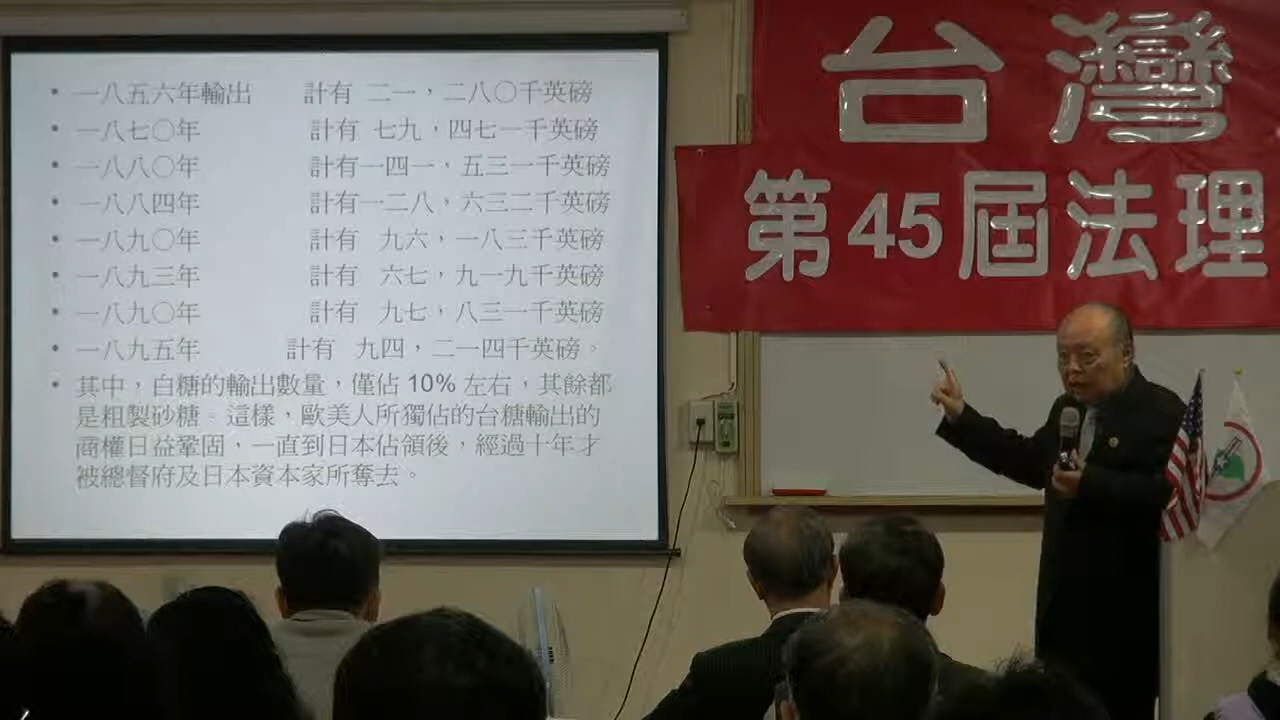 • 一八五六年輸出 計有 二一，二八〇千英磅
• 一八七〇年 計有 七九，四七一千英磅
• 一八八〇年 計有一四一，五三一千英磅
• 一八八四年 計有一二八，六三二千英磅
• 一八九〇年 計有 九六，一八三千英磅
• 一八九三年 計有 六七，九一九千英磅
• 一八九〇年 計有 九七，八三一千英磅
• 一八九五年 計有 九四，二一四千英磅。
• 其中，白糖的輸出數量，僅佔 10% 左右，其餘都
是粗製砂糖。這樣，歐美人所獨佔的台糖輸出的
商權日益鞏固，一直到日本佔領後，經過十年才
被總督府及日本資本家所奪去。
台灣
第45屆法理